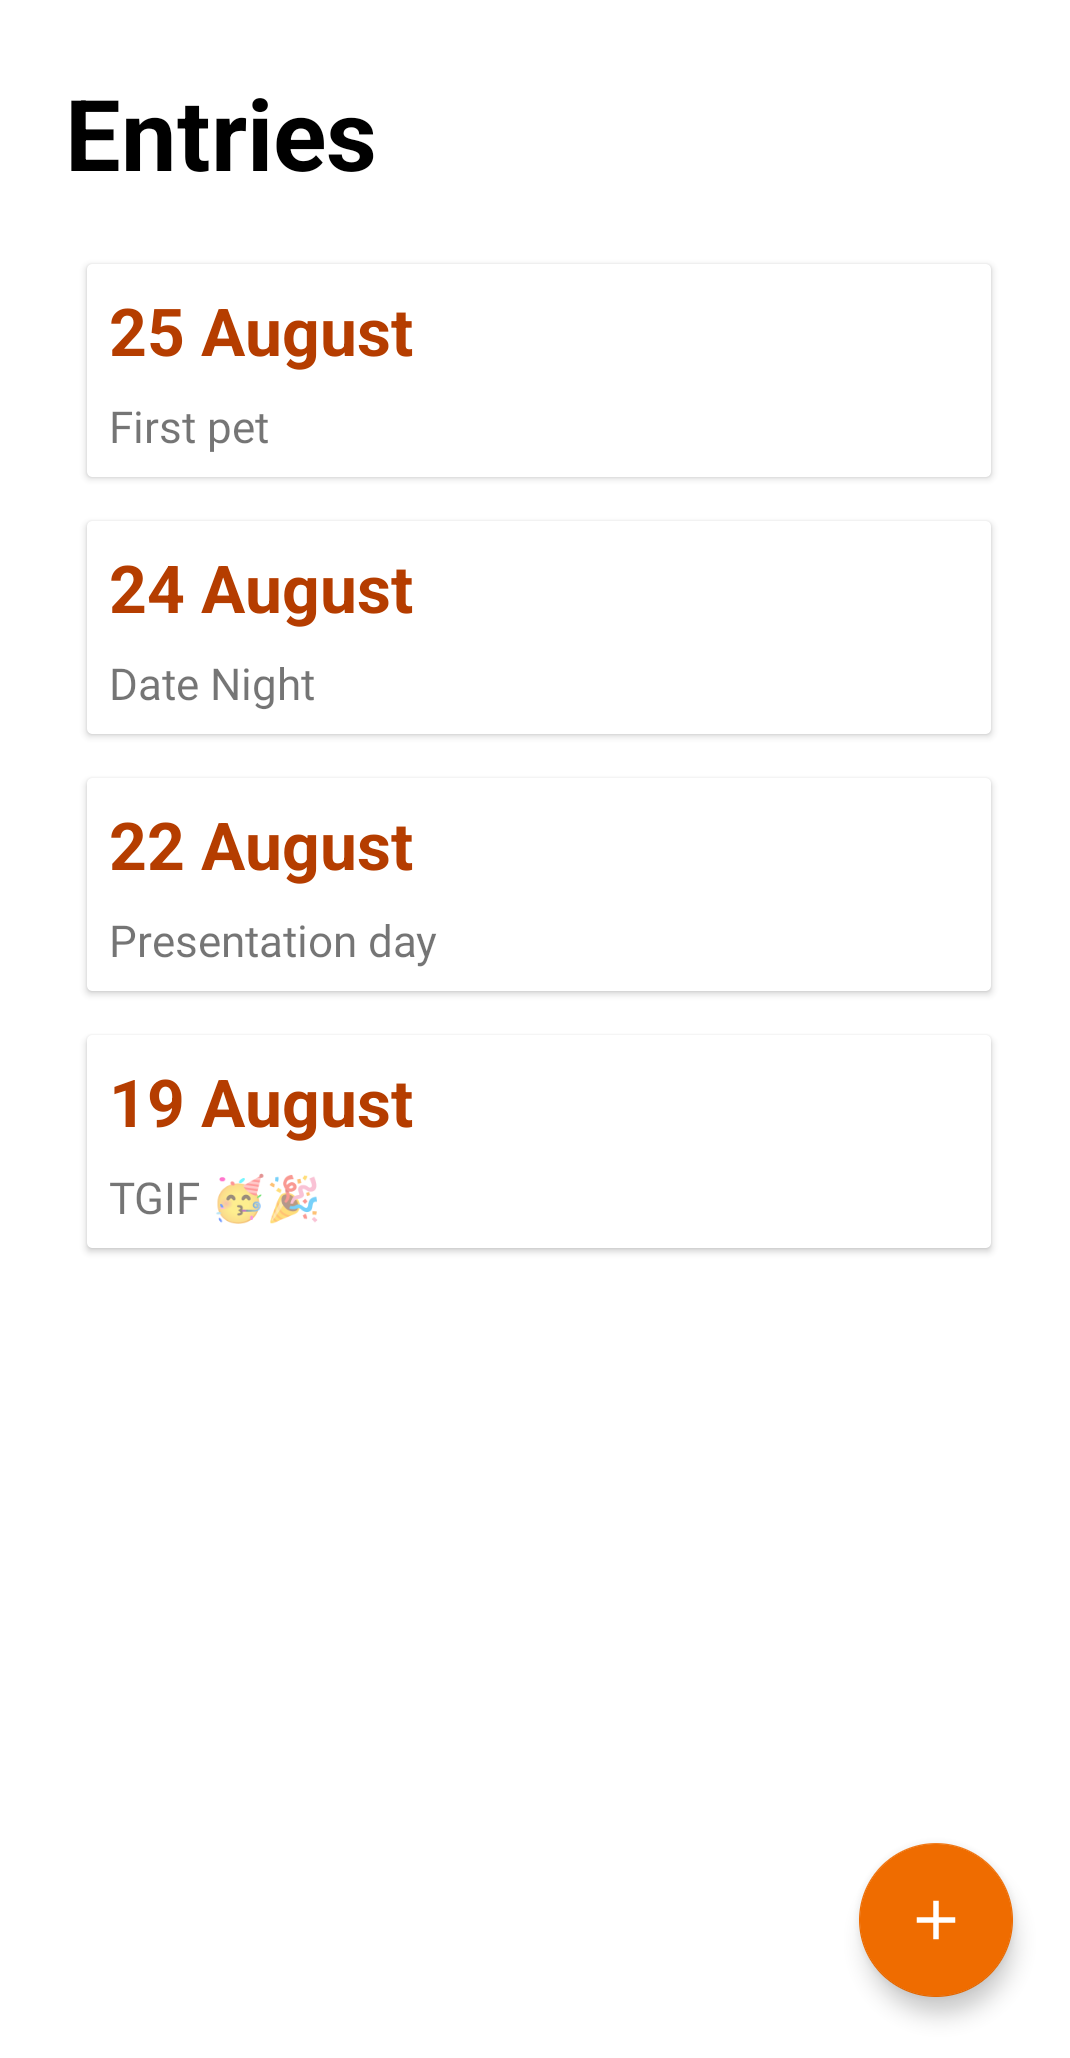 Entries
25 August
First pet
24 August
Date Night
22 August
Presentation day
19 August
TGIF 🥳🎉